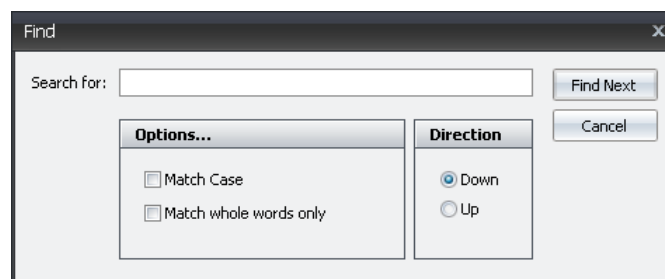 Find
Search for:
Find Next
Cancel
Options...
Match Case
Match whole words only
Direction
Down
Up